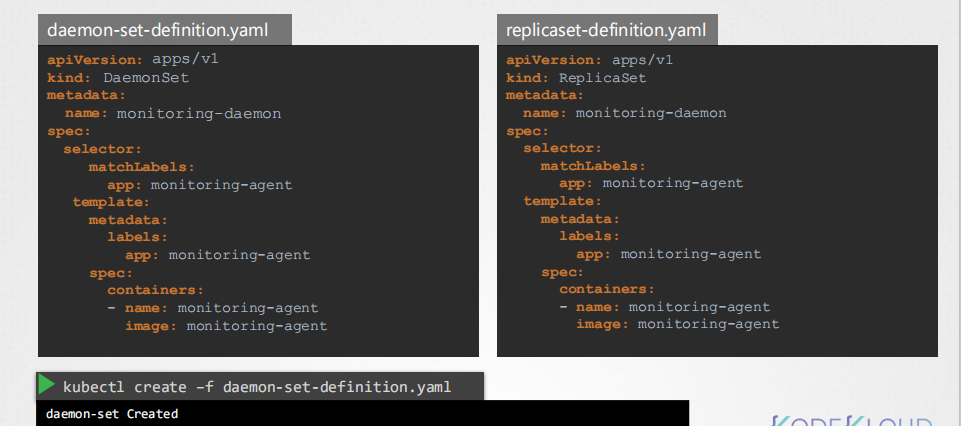 daemon-set-definition.yaml
apiVersion: apps/v1
kind: DaemonSet
metadata:
name: monitoring-daemon
spec:
selector:
matchLabels:
app: monitoring-agent
template:
metadata:
labels:
app: monitoring-agent
spec:
containers:
- name: monitoring-agent
image: monitoring-agent
replicaset-definition.yaml
apiVersion: apps/v1
kind: ReplicaSet
metadata:
name: monitoring-daemon
spec:
selector:
matchLabels:
app: monitoring-agent
template:
metadata:
labels:
app: monitoring-agent
spec:
containers:
- name: monitoring-agent
image: monitoring-agent
kubectl create –f daemon-set-definition.yaml
daemon-set Created
KODEKLOUD